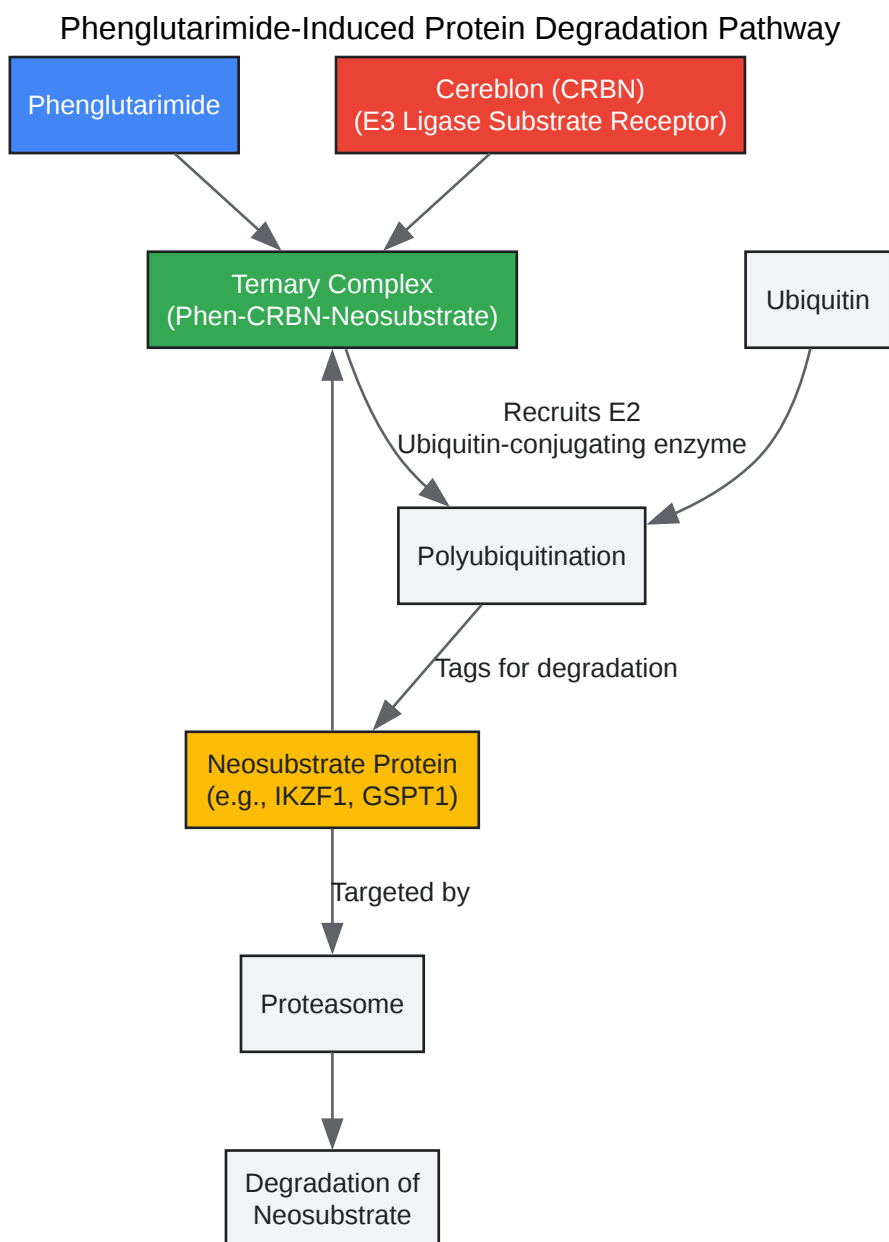 Phenglutarimide-Induced Protein Degradation Pathway
Phenglutarimide
Cereblon (CRBN)
(E3 Ligase Substrate Receptor)
Ternary Complex
(Phen-CRBN-Neosubstrate)
Ubiquitin
Recruits E2
Ubiquitin-conjugating enzyme
Polyubiquitination
Tags for degradation
Neosubstrate Protein
(e.g., IKZF1, GSPT1)
Targeted by
Proteasome
Degradation of
Neosubstrate